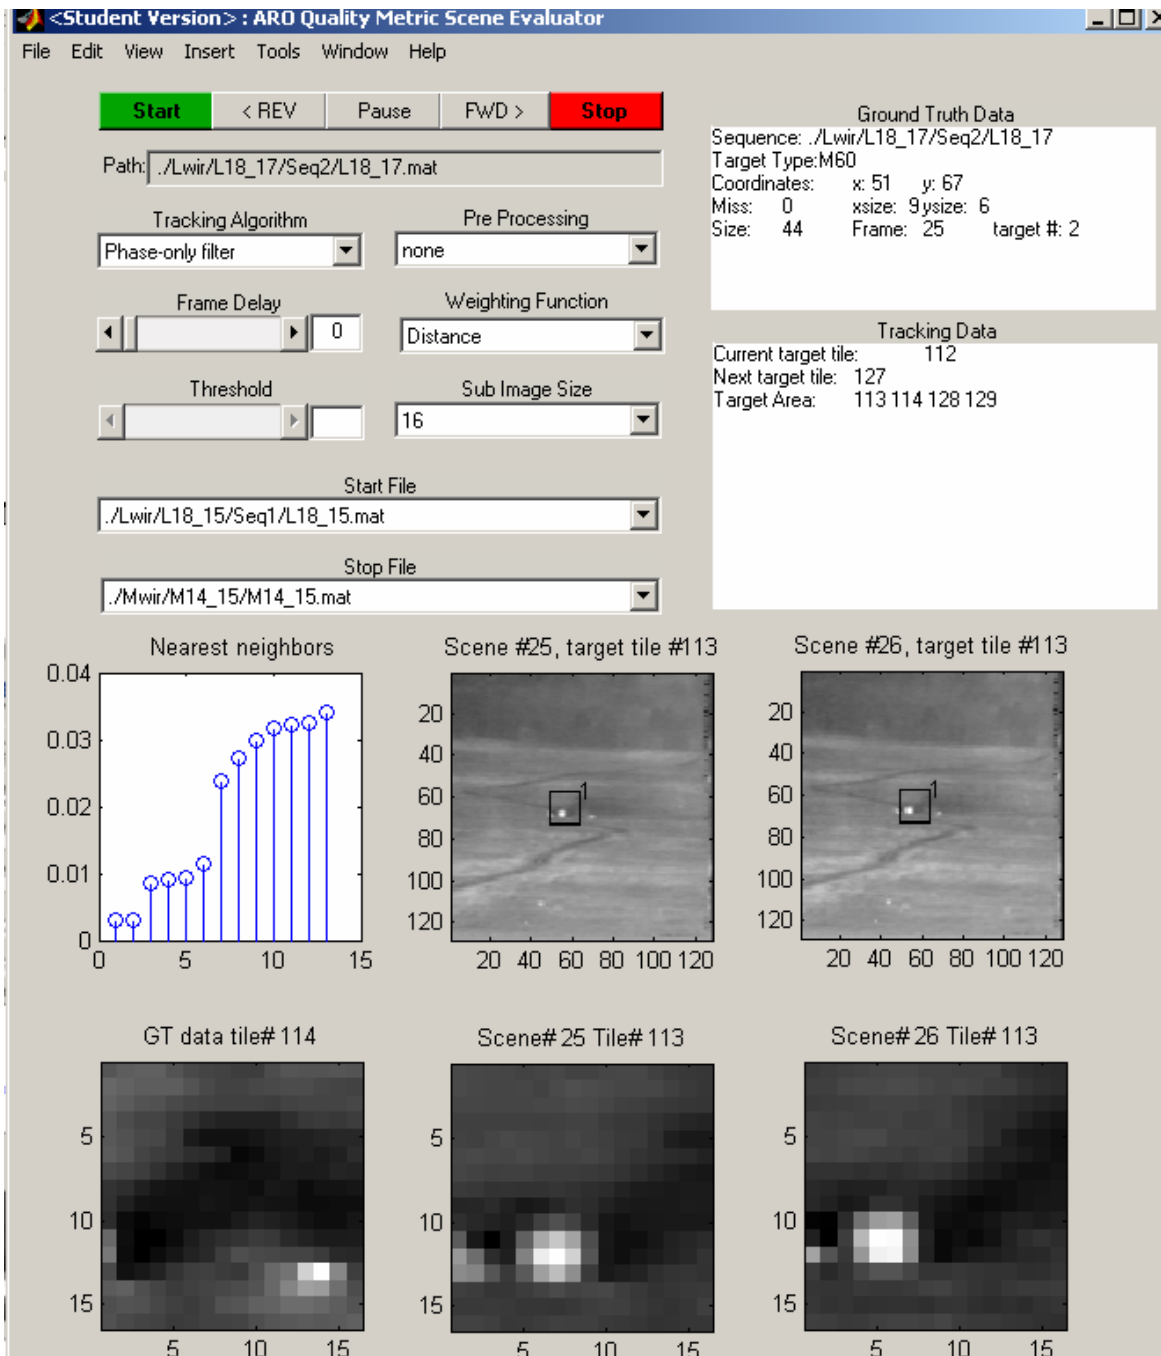 <Student Version> : ARO Quality Metric Scene Evaluator
File Edit View Insert Tools Window Help
Start < REV Pause FWD > Stop
Path: ./Lwir/L18_17/Seq2/L18_17.mat
Tracking Algorithm Pre Processing
Phase-only filter none
Frame Delay Weighting Function
0 Distance
Threshold Sub Image Size
16
Start File
./Lwir/L18_15/Seq1/L18_15.mat
Stop File
./Mwir/M14_15/M14_15.mat
Ground Truth Data
Sequence: ./Lwir/L18_17/Seq2/L18_17
Target Type:M60
Coordinates: x: 51 y: 67
Miss: 0 xsize: 9 ysize: 6
Size: 44 Frame: 25 target #: 2
Tracking Data
Current target tile: 112
Next target tile: 127
Target Area: 113 114 128 129
Nearest neighbors
0.04
0.03
0.02
0.01
0
0 5 10 15
Scene #25, target tile #113
1
20
40
60
80
100
120
20 40 60 80 100 120
Scene #26, target tile #113
1
20
40
60
80
100
120
20 40 60 80 100 120
GT data tile# 114
5
10
15
5 10 15
Scene# 25 Tile# 113
5
10
15
5 10 15
Scene# 26 Tile# 113
5
10
15
5 10 15